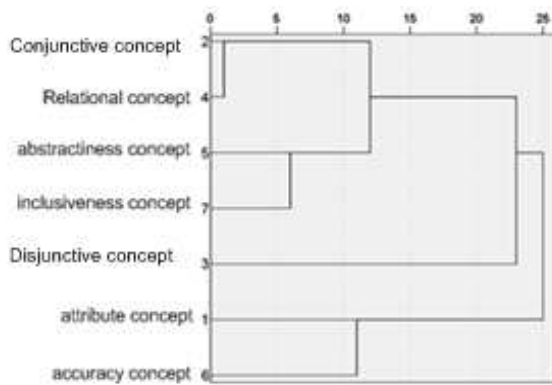 0 5 10 15 20 25
Conjunctive concept 2
Relational concept 4
abstractiness concept 5
inclusiveness concept 7
Disjunctive concept 3
attribute concept 1
accuracy concept 6